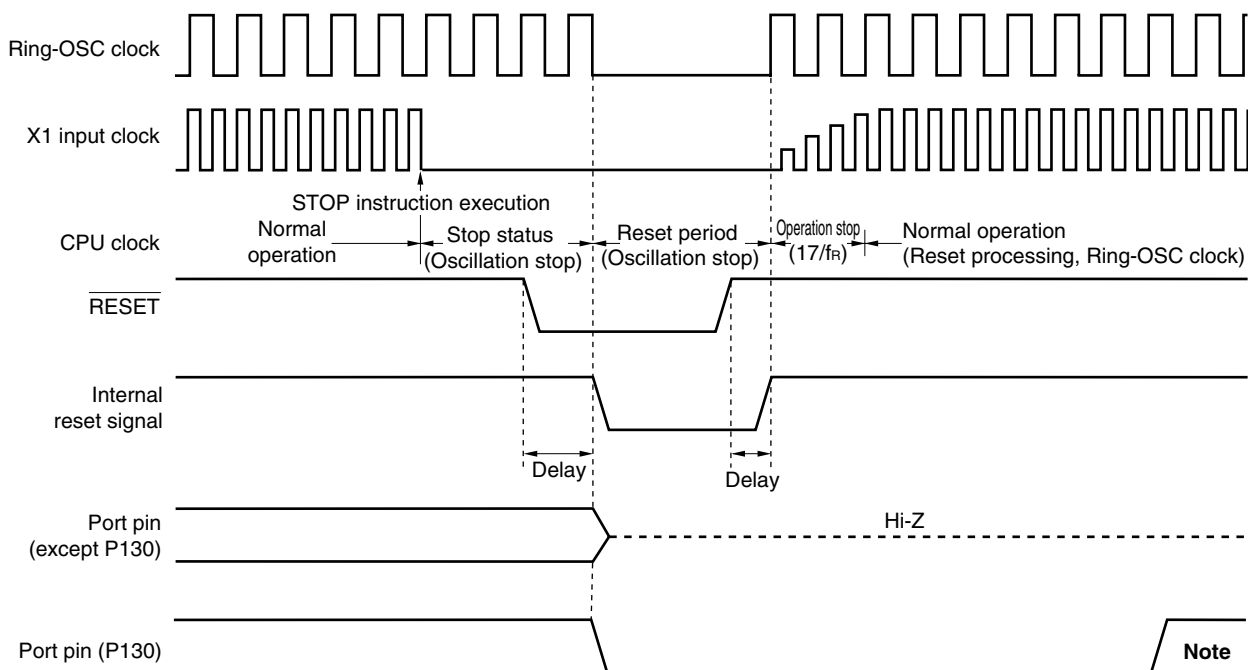 Ring-OSC clock
X1 input clock
STOP instruction execution
CPU clock
Normal
operation
Stop status
(Oscillation stop)
Reset period
(Oscillation stop)
Operation stop
(17/fR)
Normal operation
(Reset processing, Ring-OSC clock)
RESET
Internal
reset signal
Delay
Delay
Port pin
(except P130)
Hi-Z
Port pin (P130)
Note